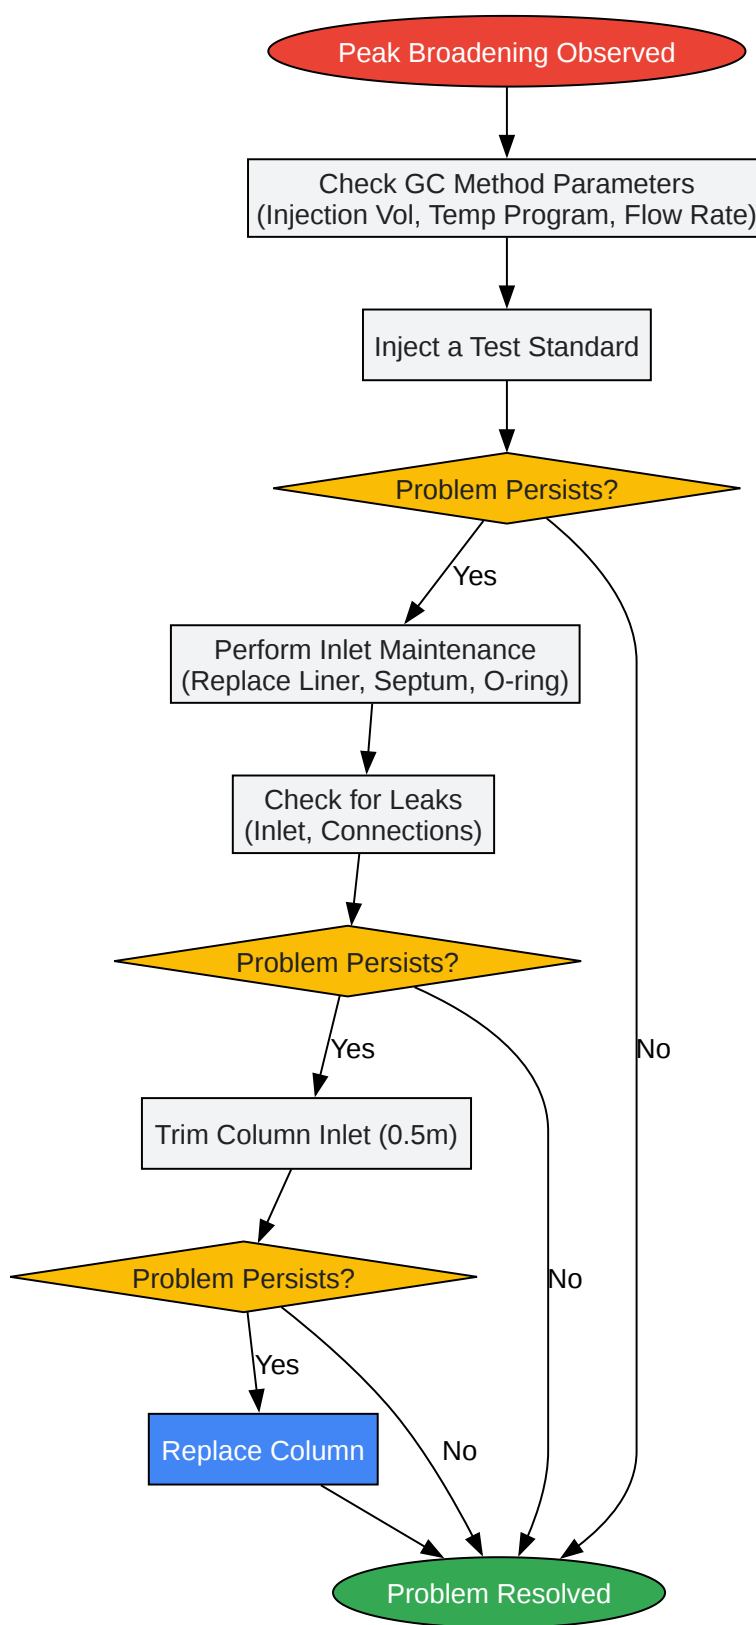 Peak Broadening Observed
Check GC Method Parameters
(Injection Vol, Temp Program, Flow Rate)
Inject a Test Standard
Problem Persists?
Yes
Perform Inlet Maintenance
(Replace Liner, Septum, O-ring)
Check for Leaks
(Inlet, Connections)
Problem Persists?
Yes
No
Trim Column Inlet (0.5m)
Problem Persists?
No
Yes
Replace Column
No
Problem Resolved